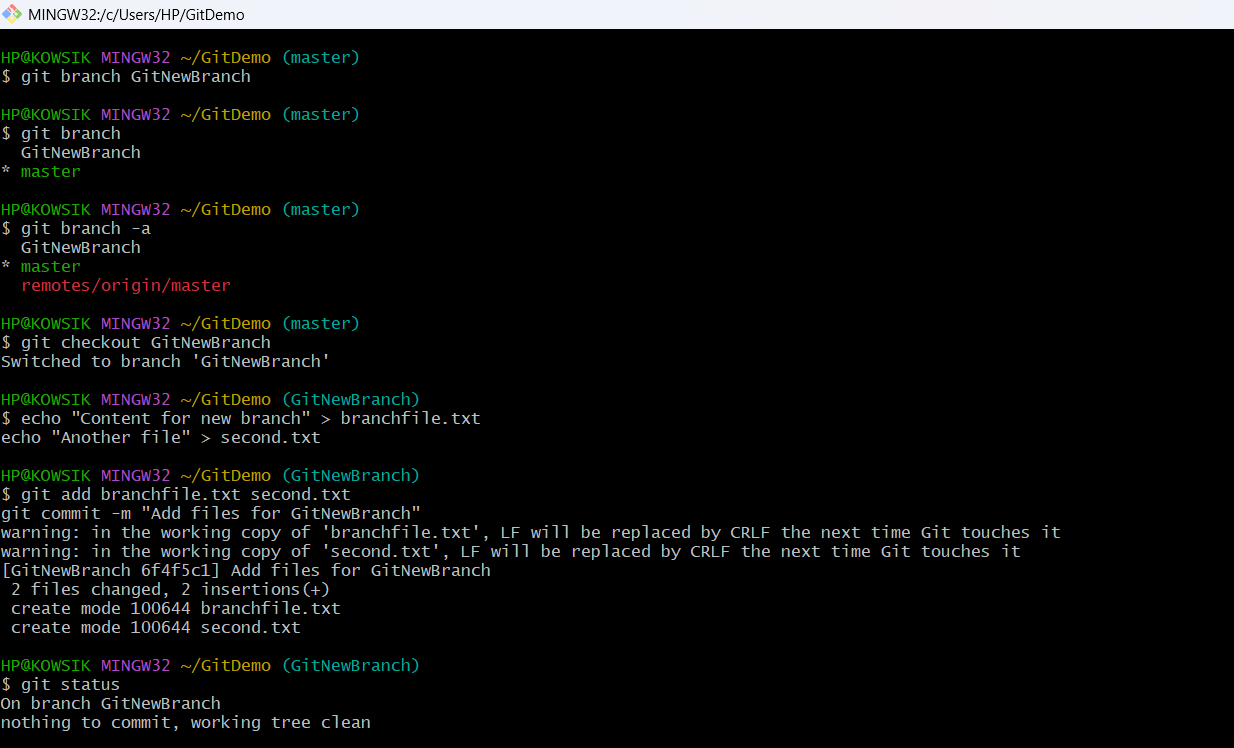 MINGW32:/c/Users/HP/GitDemo
HP@KOWSIK MINGW32 ~/GitDemo (master)
$ git branch GitNewBranch
HP@KOWSIK MINGW32 ~/GitDemo (master)
$ git branch
  GitNewBranch
* master
HP@KOWSIK MINGW32 ~/GitDemo (master)
$ git branch -a
  GitNewBranch
* master
  remotes/origin/master
HP@KOWSIK MINGW32 ~/GitDemo (master)
$ git checkout GitNewBranch
Switched to branch 'GitNewBranch'
HP@KOWSIK MINGW32 ~/GitDemo (GitNewBranch)
$ echo "Content for new branch" > branchfile.txt
echo "Another file" > second.txt
HP@KOWSIK MINGW32 ~/GitDemo (GitNewBranch)
$ git add branchfile.txt second.txt
git commit -m "Add files for GitNewBranch"
warning: in the working copy of 'branchfile.txt', LF will be replaced by CRLF the next time Git touches it
warning: in the working copy of 'second.txt', LF will be replaced by CRLF the next time Git touches it
[GitNewBranch 6f4f5c1] Add files for GitNewBranch
 2 files changed, 2 insertions(+)
 create mode 100644 branchfile.txt
 create mode 100644 second.txt
HP@KOWSIK MINGW32 ~/GitDemo (GitNewBranch)
$ git status
On branch GitNewBranch
nothing to commit, working tree clean